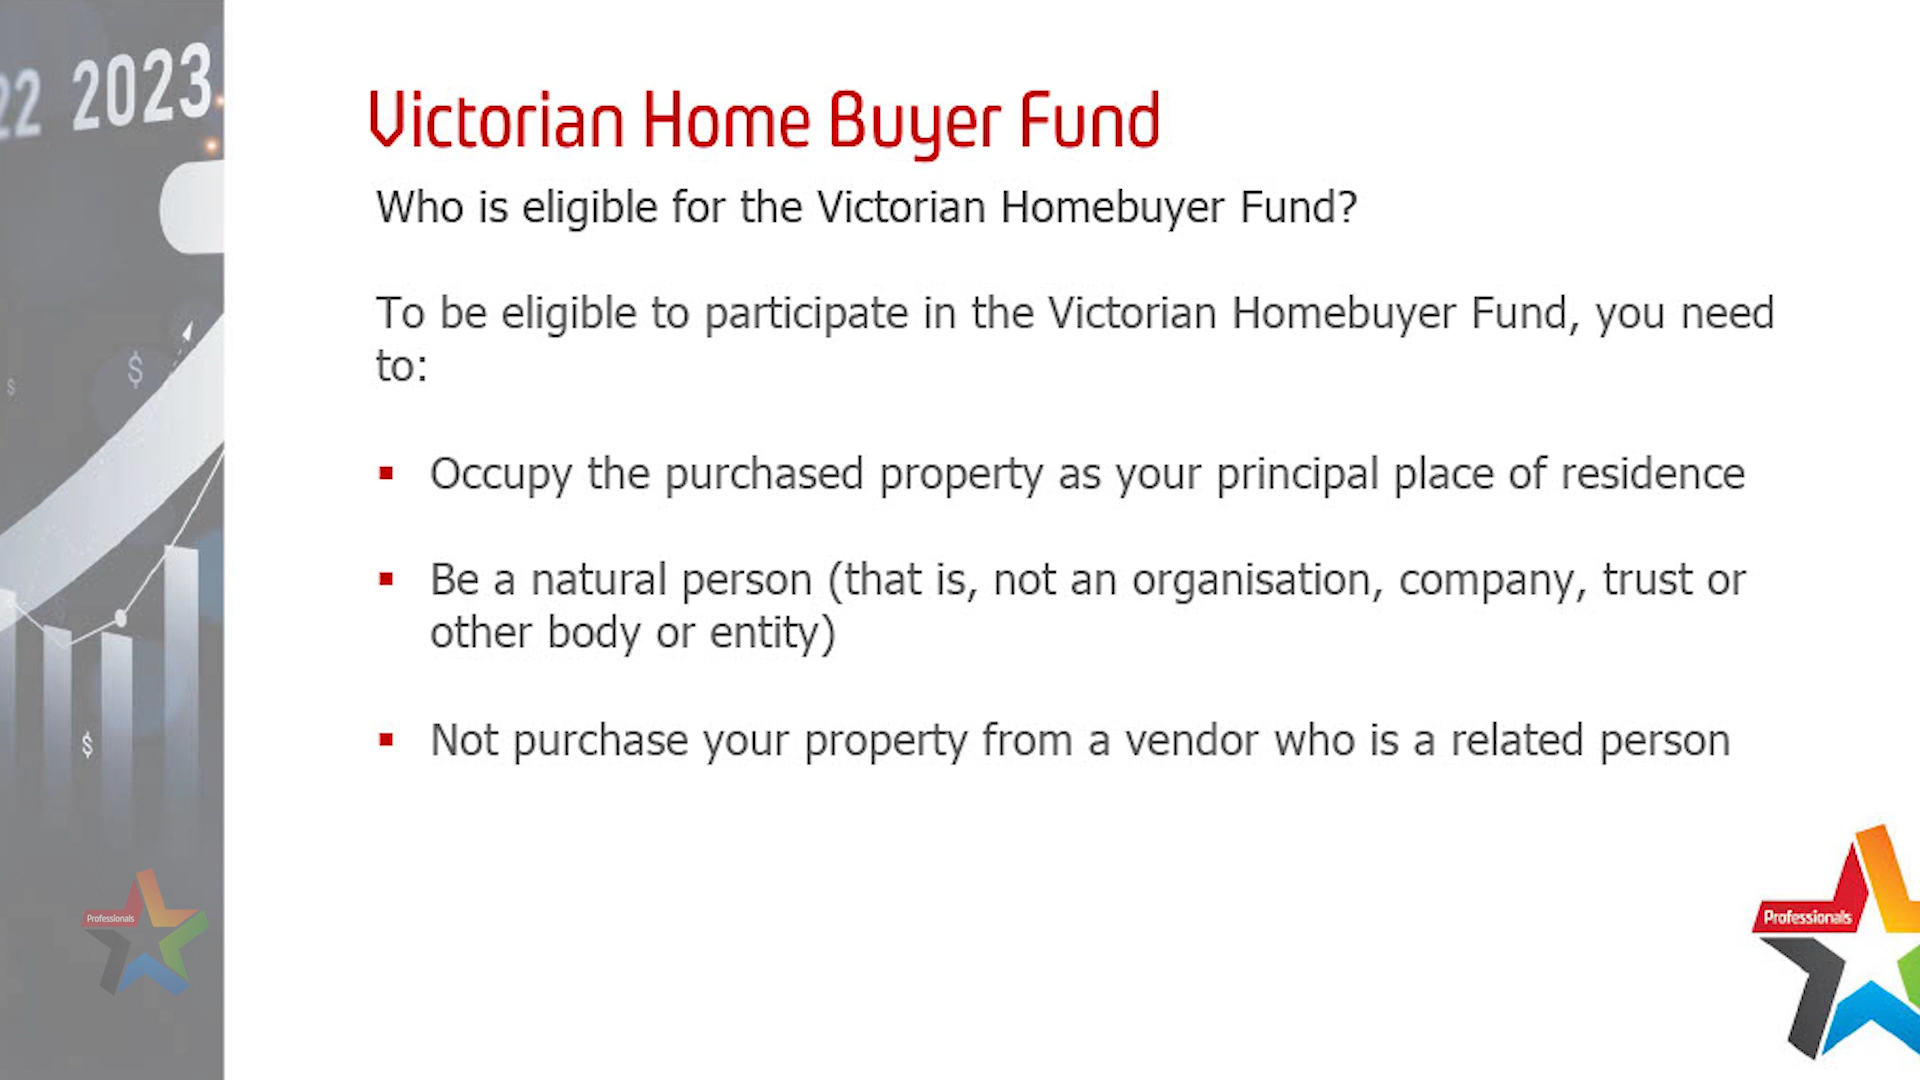 22 2023
Victorian Home Buyer Fund
Who is eligible for the Victorian Homebuyer Fund?
To be eligible to participate in the Victorian Homebuyer Fund, you need
to:
▪ Occupy the purchased property as your principal place of residence
▪ Be a natural person (that is, not an organisation, company, trust or
other body or entity)
▪ Not purchase your property from a vendor who is a related person
$
$
$
Professionals
Professionals